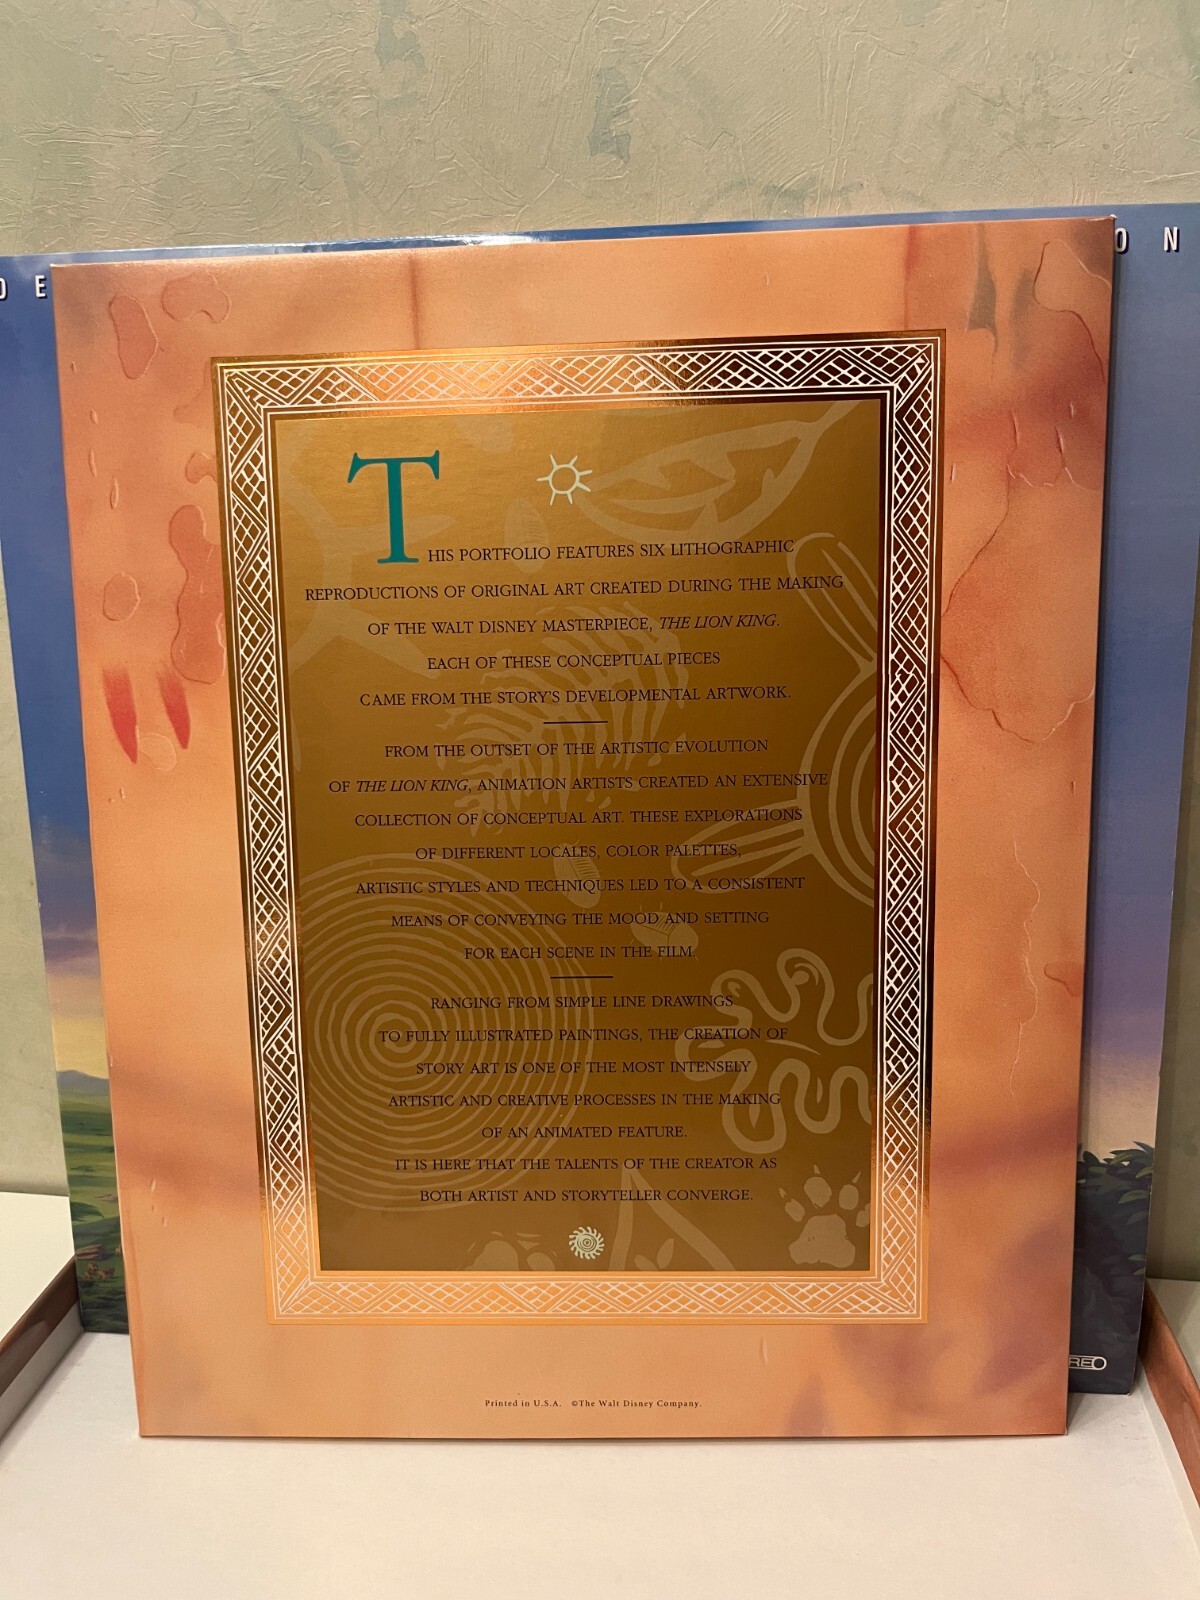 D E
O N
THIS PORTFOLIO FEATURES SIX LITHOGRAPHIC
REPRODUCTIONS OF ORIGINAL ART CREATED DURING THE MAKING
OF THE WALT DISNEY MASTERPIECE, THE LION KING.
EACH OF THESE CONCEPTUAL PIECES
CAME FROM THE STORY'S DEVELOPMENTAL ARTWORK.
FROM THE OUTSET OF THE ARTISTIC EVOLUTION
OF THE LION KING, ANIMATION ARTISTS CREATED AN EXTENSIVE
COLLECTION OF CONCEPTUAL ART. THESE EXPLORATIONS
OF DIFFERENT LOCALES, COLOR PALETTES,
ARTISTIC STYLES AND TECHNIQUES LED TO A CONSISTENT
MEANS OF CONVEYING THE MOOD AND SETTING
FOR EACH SCENE IN THE FILM.
RANGING FROM SIMPLE LINE DRAWINGS
TO FULLY ILLUSTRATED PAINTINGS, THE CREATION OF
STORY ART IS ONE OF THE MOST INTENSELY
ARTISTIC AND CREATIVE PROCESSES IN THE MAKING
OF AN ANIMATED FEATURE.
IT IS HERE THAT THE TALENTS OF THE CREATOR AS
BOTH ARTIST AND STORYTELLER CONVERGE.
REO
Printed in U.S.A. ©The Walt Disney Company.